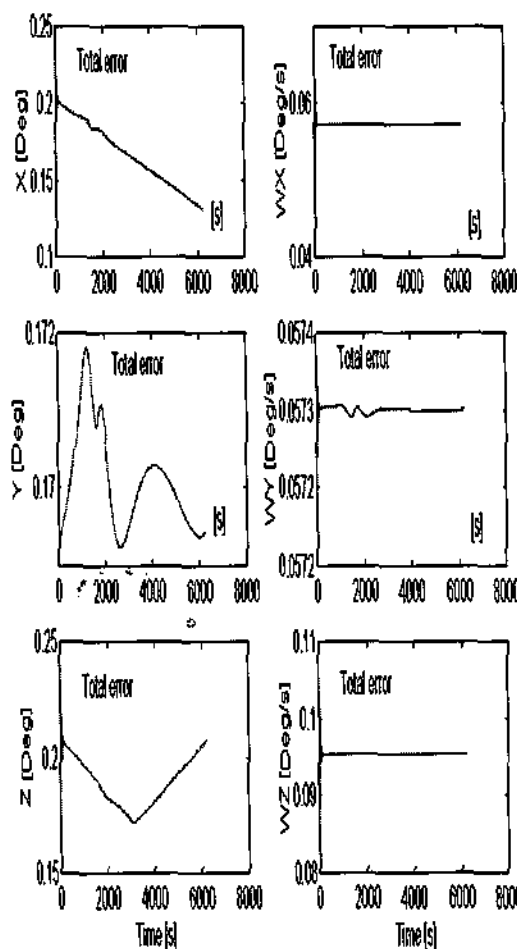 0.25
Total error
0.2
X [Deg]
0.15
[s]
0.1
0 2000 4000 6000 8000
Total error
0.06
WX [Deg/s]
[s]
0.04
0 2000 4000 6000 8000
0.172
Total error
Y [Deg]
0.17
[s]
0 2000 4000 6000 8000
0.0574
Total error
0.0573
WY [Deg/s]
0.0572
[s]
0.0572
0 2000 4000 6000 8000
0.25
Total error
0.2
Z [Deg]
0.15
0 2000 4000 6000 8000
Time [s]
0.11
Total error
0.1
WZ [Deg/s]
0.09
0.08
0 2000 4000 6000 8000
Time [s]